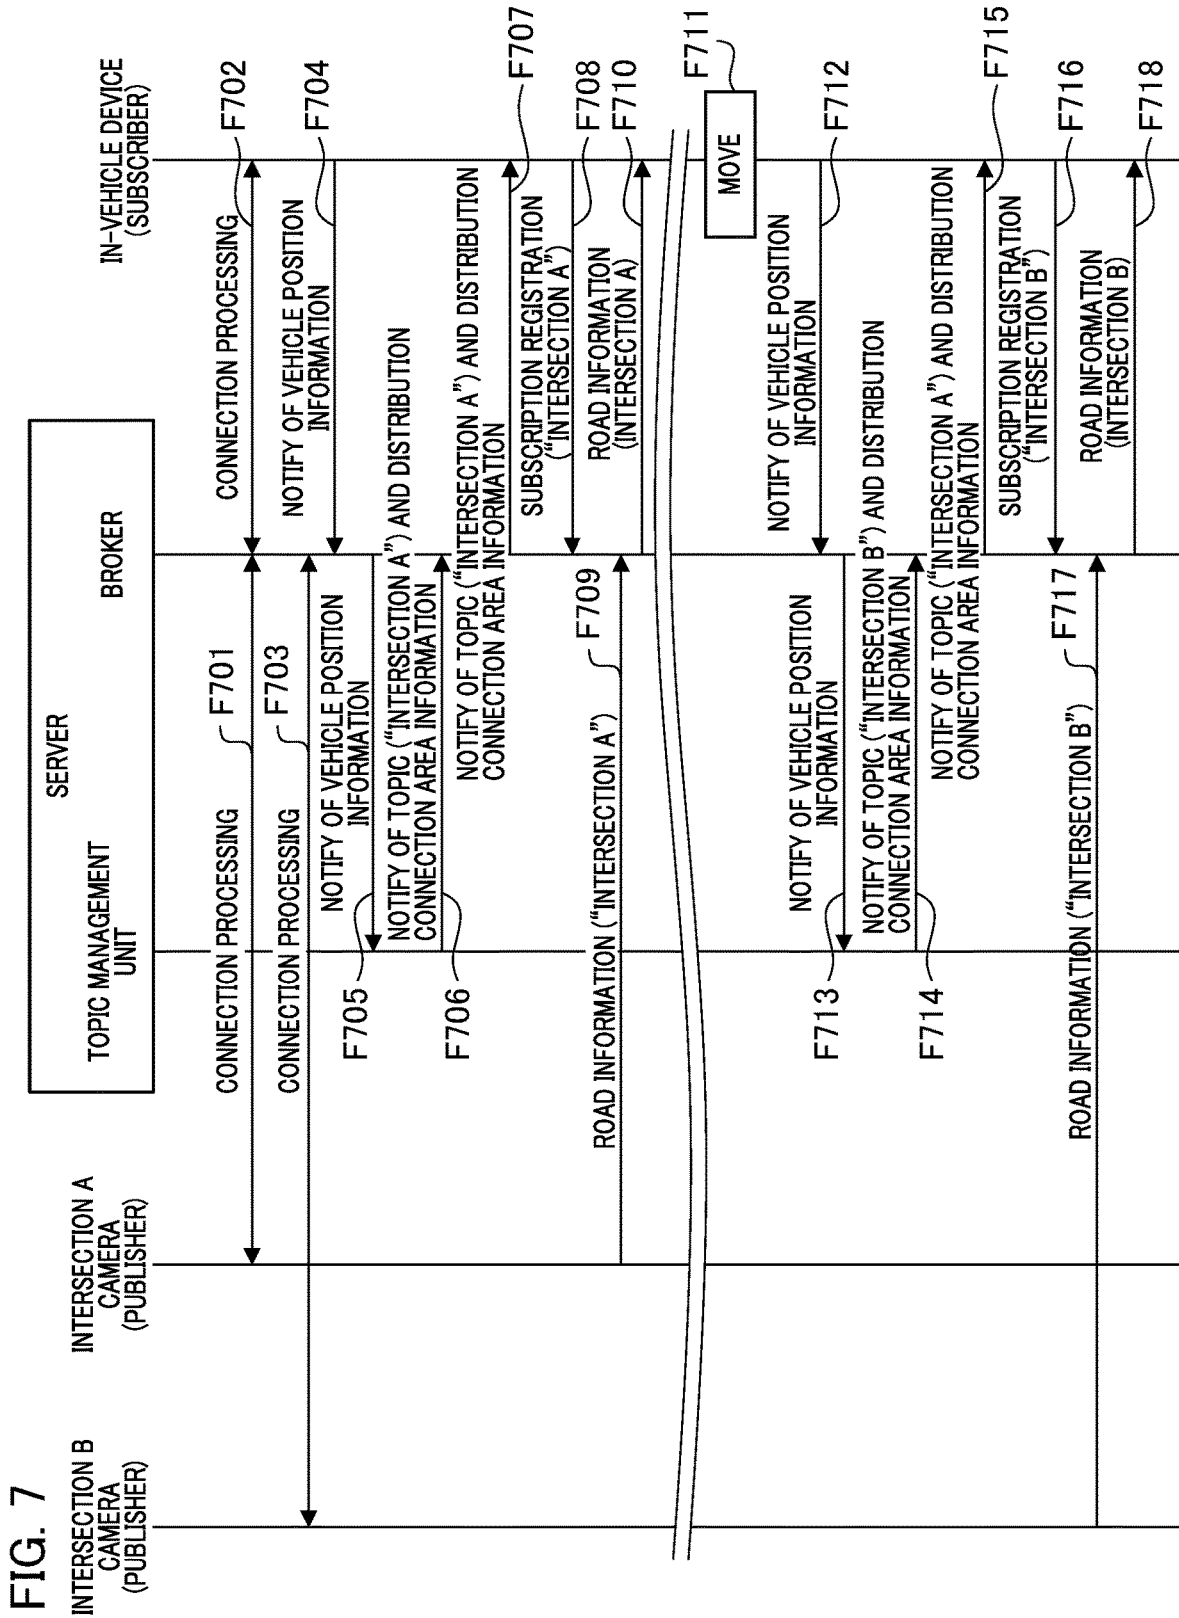 FIG. 7
INTERSECTION B
CAMERA
(PUBLISHER)
INTERSECTION A
CAMERA
(PUBLISHER)
SERVER
TOPIC MANAGEMENT
UNIT
BROKER
IN-VEHICLE DEVICE
(SUBSCRIBER)
CONNECTION PROCESSING
F701
CONNECTION PROCESSING
F702
CONNECTION PROCESSING
F703
NOTIFY OF VEHICLE POSITION
INFORMATION
F704
NOTIFY OF VEHICLE POSITION
INFORMATION
F705
NOTIFY OF TOPIC (“INTERSECTION A”) AND DISTRIBUTION
CONNECTION AREA INFORMATION
F706
NOTIFY OF TOPIC (“INTERSECTION A”) AND DISTRIBUTION
CONNECTION AREA INFORMATION
F707
SUBSCRIPTION REGISTRATION
(“INTERSECTION A”)
F708
ROAD INFORMATION (“INTERSECTION A”)
F709
ROAD INFORMATION
(INTERSECTION A)
F710
MOVE
F711
NOTIFY OF VEHICLE POSITION
INFORMATION
F712
NOTIFY OF VEHICLE POSITION
INFORMATION
F713
NOTIFY OF TOPIC (“INTERSECTION B”) AND DISTRIBUTION
CONNECTION AREA INFORMATION
F714
NOTIFY OF TOPIC (“INTERSECTION A”) AND DISTRIBUTION
CONNECTION AREA INFORMATION
F715
SUBSCRIPTION REGISTRATION
(“INTERSECTION B”)
F716
ROAD INFORMATION (“INTERSECTION B”)
F717
ROAD INFORMATION
(INTERSECTION B)
F718